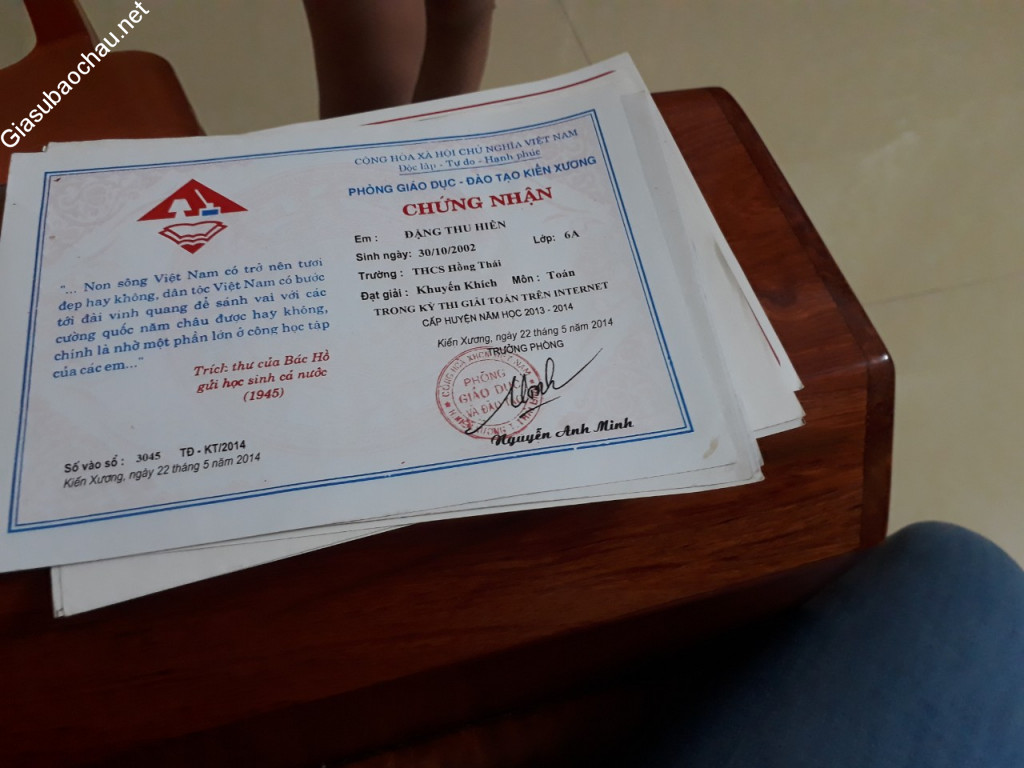 Giasubaochau.net
CỘNG HÒA XÃ HỘI CHỦ NGHĨA VIỆT NAM
Độc lập - Tự do - Hạnh phúc
PHÒNG GIÁO DỤC - ĐÀO TẠO KIẾN XƯƠNG
CHỨNG NHẬN
Em : ĐẶNG THU HIỀN
Sinh ngày: 30/10/2002 Lớp: 6A
Trường : THCS Hồng Thái
Đạt giải : Khuyến Khích Môn : Toán
TRONG KỲ THI GIẢI TOÁN TRÊN INTERNET
CẤP HUYỆN NĂM HỌC 2013 - 2014
Kiến Xương, ngày 22 tháng 5 năm 2014
TRƯỞNG PHÒNG
PHÒNG
GIÁO DỤ
VÀ ĐÀO
Nguyễn Anh Minh
"... Non sông Việt Nam có trở nên tươi
đẹp hay không, dân tộc Việt Nam có bước
tới đài vinh quang để sánh vai với các
cường quốc năm châu được hay không,
chính là nhờ một phần lớn ở công học tập
của các em..."
Trích: thư của Bác Hồ
gửi học sinh cả nước
(1945)
Số vào sổ : 3045 TĐ - KT/2014
Kiến Xương, ngày 22 tháng 5 năm 2014